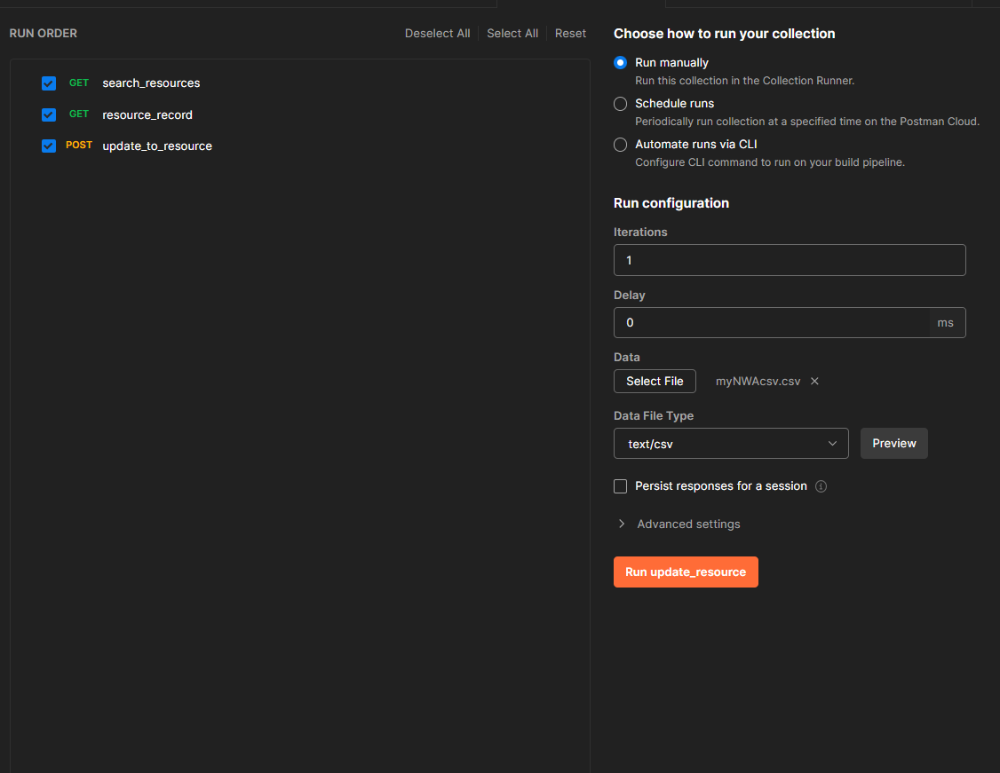 RUN ORDER
Deselect All
Select All
Reset
GET search_resources
GET resource_record
POST update_to_resource
Choose how to run your collection
Run manually
Run this collection in the Collection Runner.
Schedule runs
Periodically run collection at a specified time on the Postman Cloud.
Automate runs via CLI
Configure CLI command to run on your build pipeline.
Run configuration
Iterations
1
Delay
0 ms
Data
Select File myNWAcsv.csv
Data File Type
text/csv Preview
Persist responses for a session
Advanced settings
Run update_resource